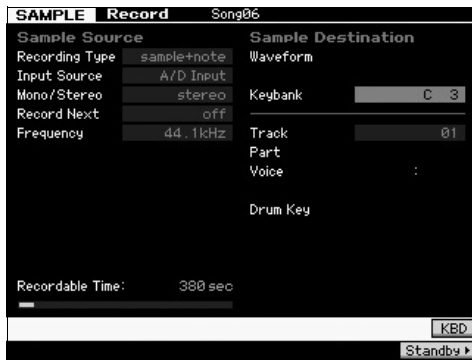 SAMPLE Record Song06
Sample Source
Recording Type sample+note
Input Source A/D Input
Mono/Stereo stereo
Record Next off
Frequency 44.1kHz
Recordable Time: 380 sec
Sample Destination
Waveform
Keybank C 3
Track 01
Part
Voice :
Drum Key
KBD
Standby